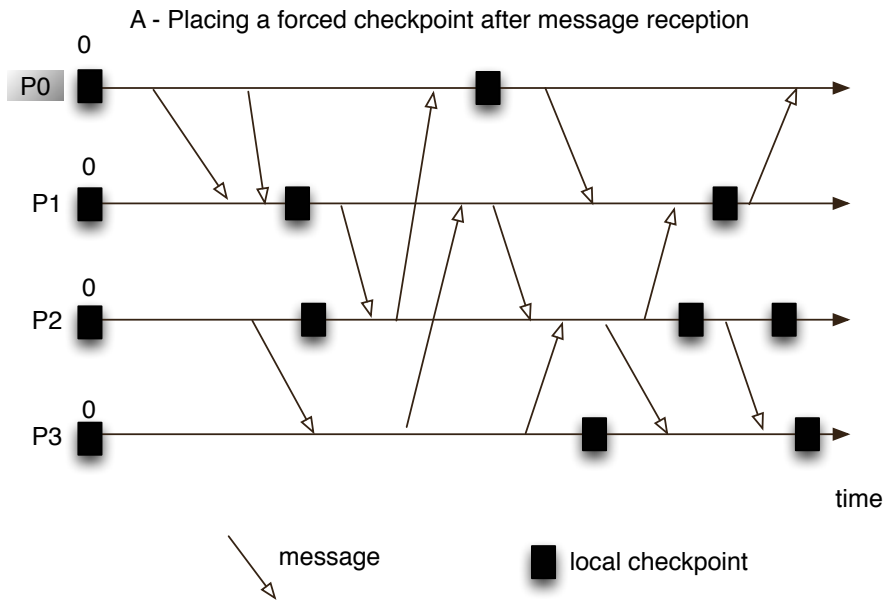 A - Placing a forced checkpoint after message reception
0
P0
0
P1
0
P2
0
P3
time
message
local checkpoint